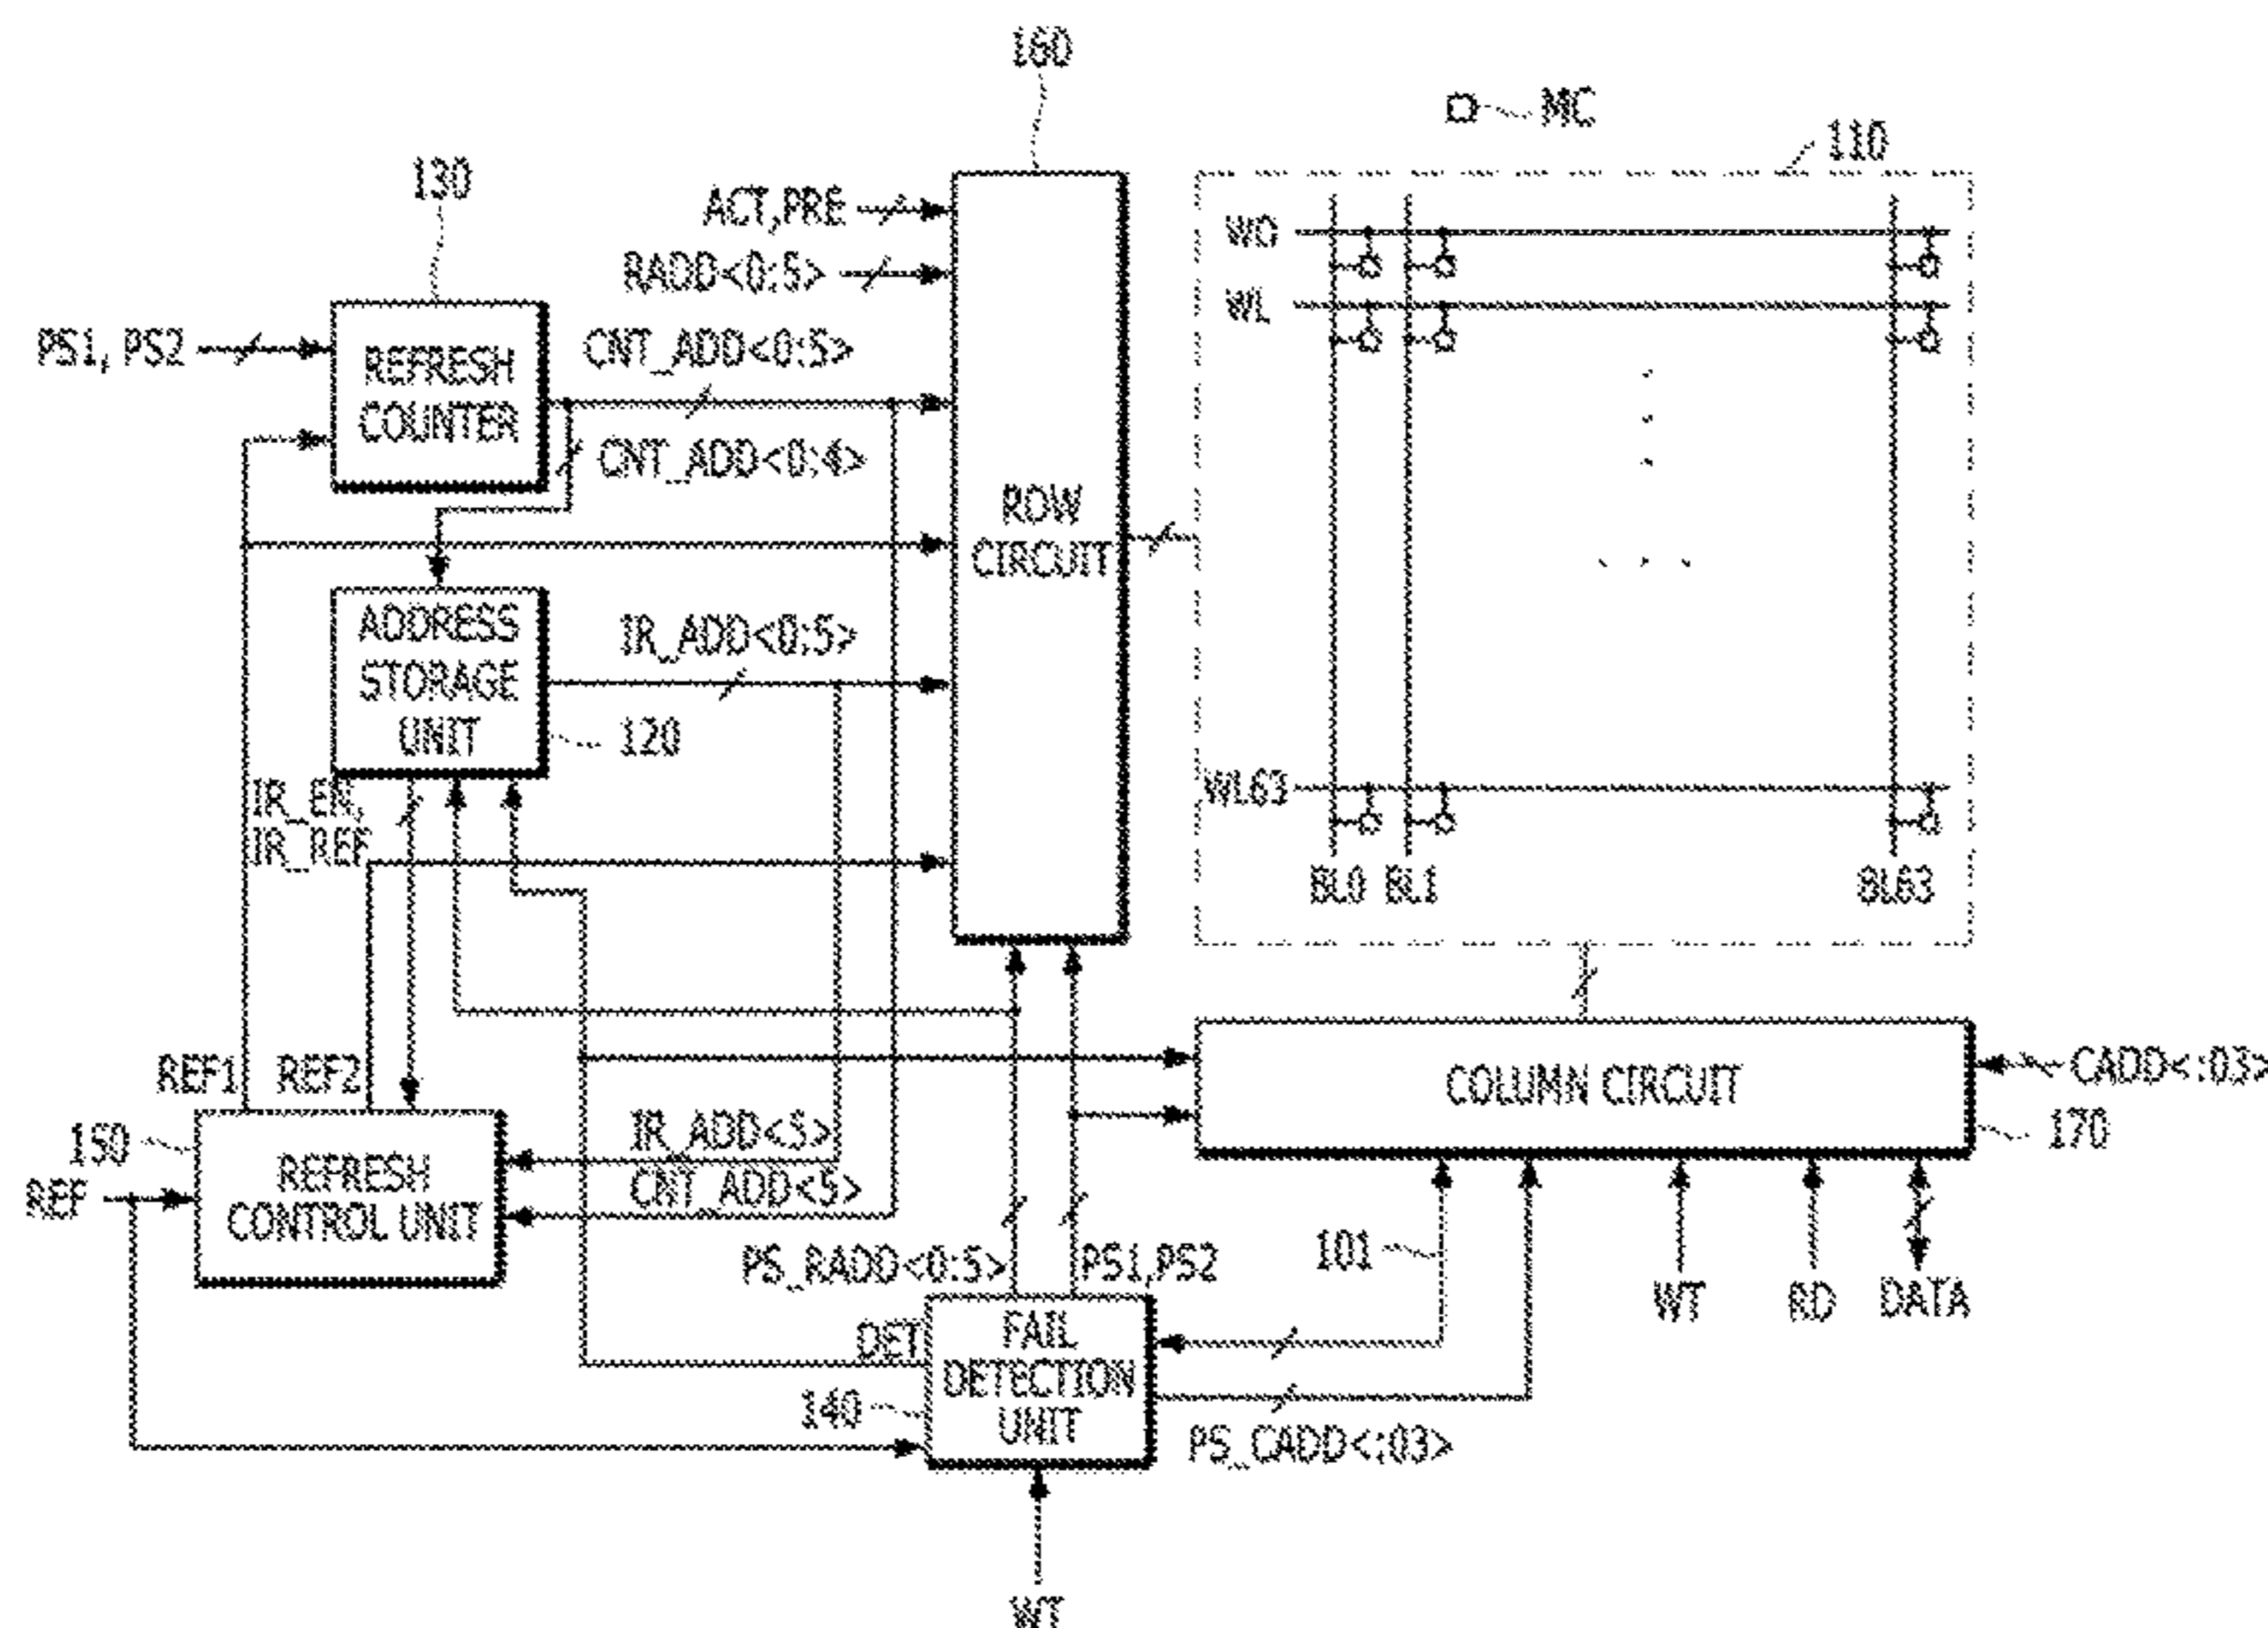 160
MC
110
130
ACT,PRE
W0
RADD<0:5>
WL
PS1, PS2
REFRESH
COUNTER
CNT_ADD<0:5>
CNT_ADD<0:4>
ROW
CIRCUIT
ADDRESS
STORAGE
UNIT
IR_ADD<0:5>
120
IR_EN,
IR_REF
WL63
BL0
BL1
BL63
REF1
REF2
COLUMN CIRCUIT
CADD<:03>
170
150
REF
REFRESH
CONTROL UNIT
IR_ADD<5>
CNT_ADD<5>
PS_RADD<0:5>
PS1,PS2
101
WT
RD
DATA
DET
FAIL
DETECTION
UNIT
140
PS_CADD<:03>
WT